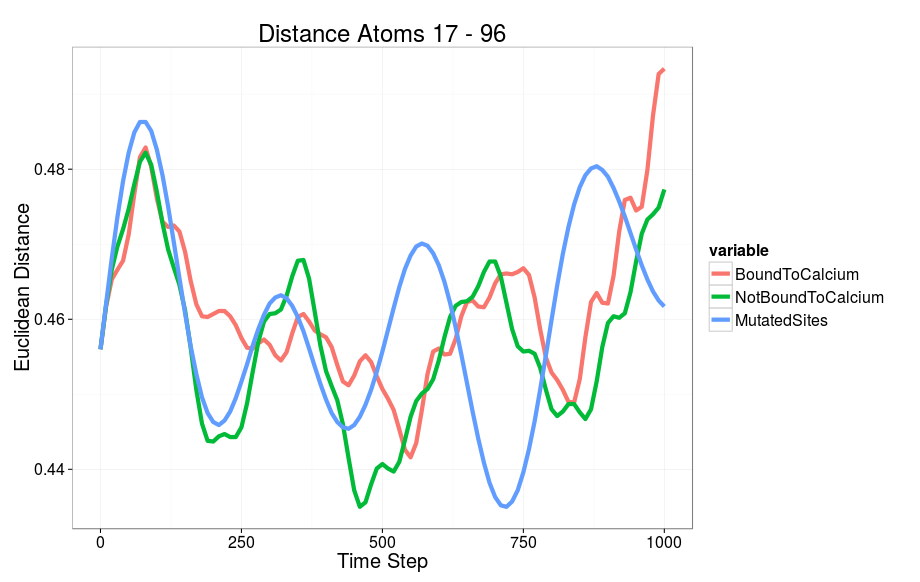 Distance Atoms 17 - 96
Euclidean Distance
0.48
0.46
0.44
0
250
500
750
1000
Time Step
variable
BoundToCalcium
NotBoundToCalcium
MutatedSites